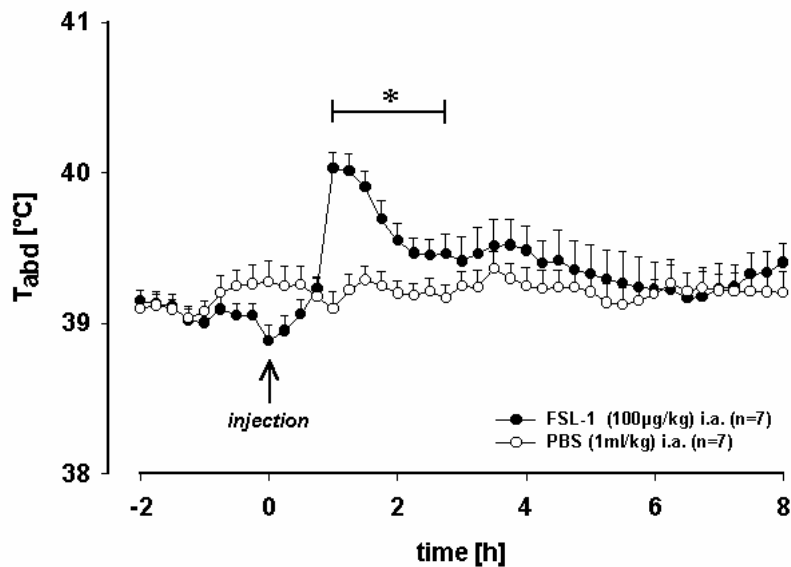 41
40
39
38
T abd [°C]
*
injection
FSL-1 (100µg/kg) i.a. (n=7)
PBS (1ml/kg) i.a. (n=7)
-2 0 2 4 6 8
time [h]